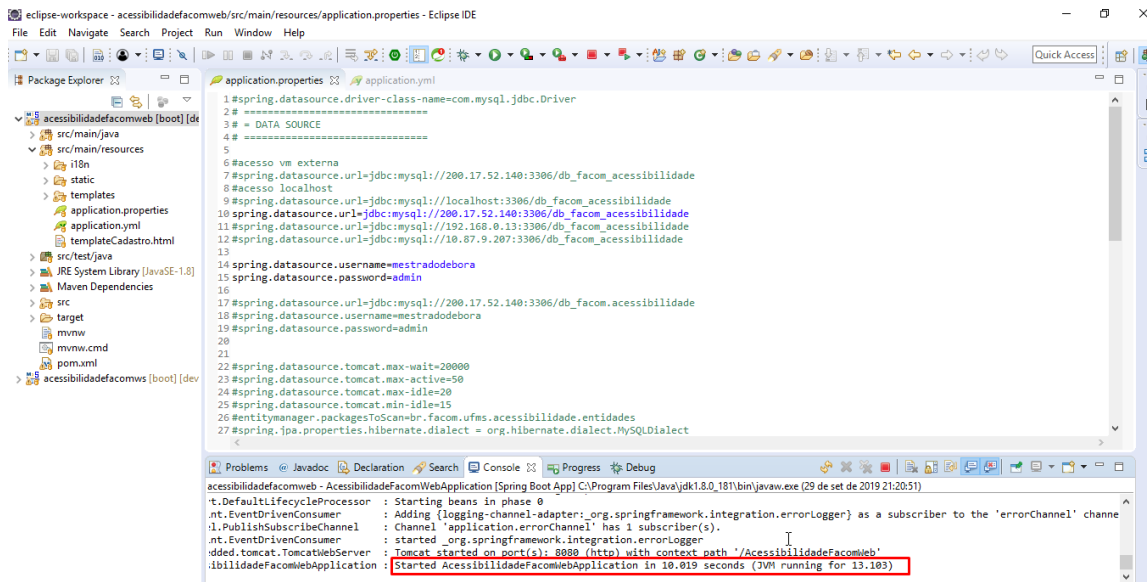 eclipse-workspace - acessibilidadefacomweb/src/main/resources/application.properties - Eclipse IDE
File Edit Navigate Search Project Run Window Help
Quick Access
Package Explorer
application.properties
application.yml
acessibilidadefacomweb [boot] [de
src/main/java
src/main/resources
i18n
static
templates
application.properties
application.yml
templateCadastro.html
src/test/java
JRE System Library [JavaSE-1.8]
Maven Dependencies
src
target
mvnw
mvnw.cmd
pom.xml
acessibilidadefacomws [boot] [dev
1 #spring.datasource.driver-class-name=com.mysql.jdbc.Driver
2 # ===============================
3 # = DATA SOURCE
4 # ===============================
5
6 #acesso vm externa
7 #spring.datasource.url=jdbc:mysql://200.17.52.140:3306/db_facom_acessibilidade
8 #acesso localhost
9 #spring.datasource.url=jdbc:mysql://localhost:3306/db_facom_acessibilidade
10 spring.datasource.url=jdbc:mysql://200.17.52.140:3306/db_facom_acessibilidade
11 #spring.datasource.url=jdbc:mysql://192.168.0.13:3306/db_facom_acessibilidade
12 #spring.datasource.url=jdbc:mysql://10.87.9.207:3306/db_facom_acessibilidade
13
14 spring.datasource.username=mestradodebora
15 spring.datasource.password=admin
16
17 #spring.datasource.url=jdbc:mysql://200.17.52.140:3306/db_facom.acessibilidade
18 #spring.datasource.username=mestradodebora
19 #spring.datasource.password=admin
20
21
22 #spring.datasource.tomcat.max-wait=20000
23 #spring.datasource.tomcat.max-active=50
24 #spring.datasource.tomcat.max-idle=20
25 #spring.datasource.tomcat.min-idle=15
26 #entitymanager.packagesToScan=br.facom.ufms.acessibilidade.entidades
27 #spring.jpa.properties.hibernate.dialect = org.hibernate.dialect.MySQLDialect
Problems @ Javadoc Declaration Search Console Progress Debug
acessibilidadefacomweb - AcessibilidadeFacomWebApplication [Spring Boot App] C:\Program Files\Java\jdk1.8.0_181\bin\javaw.exe (29 de set de 2019 21:20:51)
't.DefaultLifecycleProcessor : Starting beans in phase 0
.nt.EventDrivenConsumer : Adding {logging-channel-adapter:_org.springframework.integration.errorLogger} as a subscriber to the 'errorChannel' channe
:l.PublishSubscribeChannel : Channel 'application.errorChannel' has 1 subscriber(s).
.nt.EventDrivenConsumer : started _org.springframework.integration.errorLogger
:dded.tomcat.TomcatWebServer : Tomcat started on port(s): 8080 (http) with context path '/AcessibilidadeFacomWeb'
:ibilidadeFacomWebApplication : Started AcessibilidadeFacomWebApplication in 10.019 seconds (JVM running for 13.103)